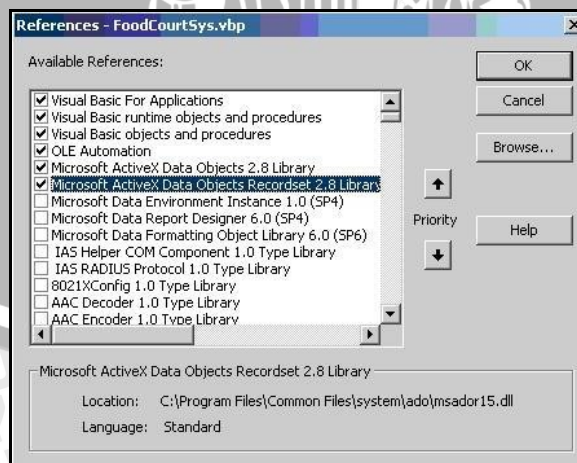 References - FoodCourtSys.vbp
Available References:
Visual Basic For Applications
Visual Basic runtime objects and procedures
Visual Basic objects and procedures
OLE Automation
Microsoft ActiveX Data Objects 2.8 Library
Microsoft ActiveX Data Objects Recordset 2.8 Library
Microsoft Data Environment Instance 1.0 (SP4)
Microsoft Data Report Designer 6.0 (SP4)
Microsoft Data Formatting Object Library 6.0 (SP6)
IAS Helper COM Component 1.0 Type Library
IAS RADIUS Protocol 1.0 Type Library
8021XConfig 1.0 Type Library
AAC Decoder 1.0 Type Library
AAC Encoder 1.0 Type Library
OK
Cancel
Browse...
Priority
Help
Microsoft ActiveX Data Objects Recordset 2.8 Library
Location: C:\Program Files\Common Files\system\ado\msador15.dll
Language: Standard